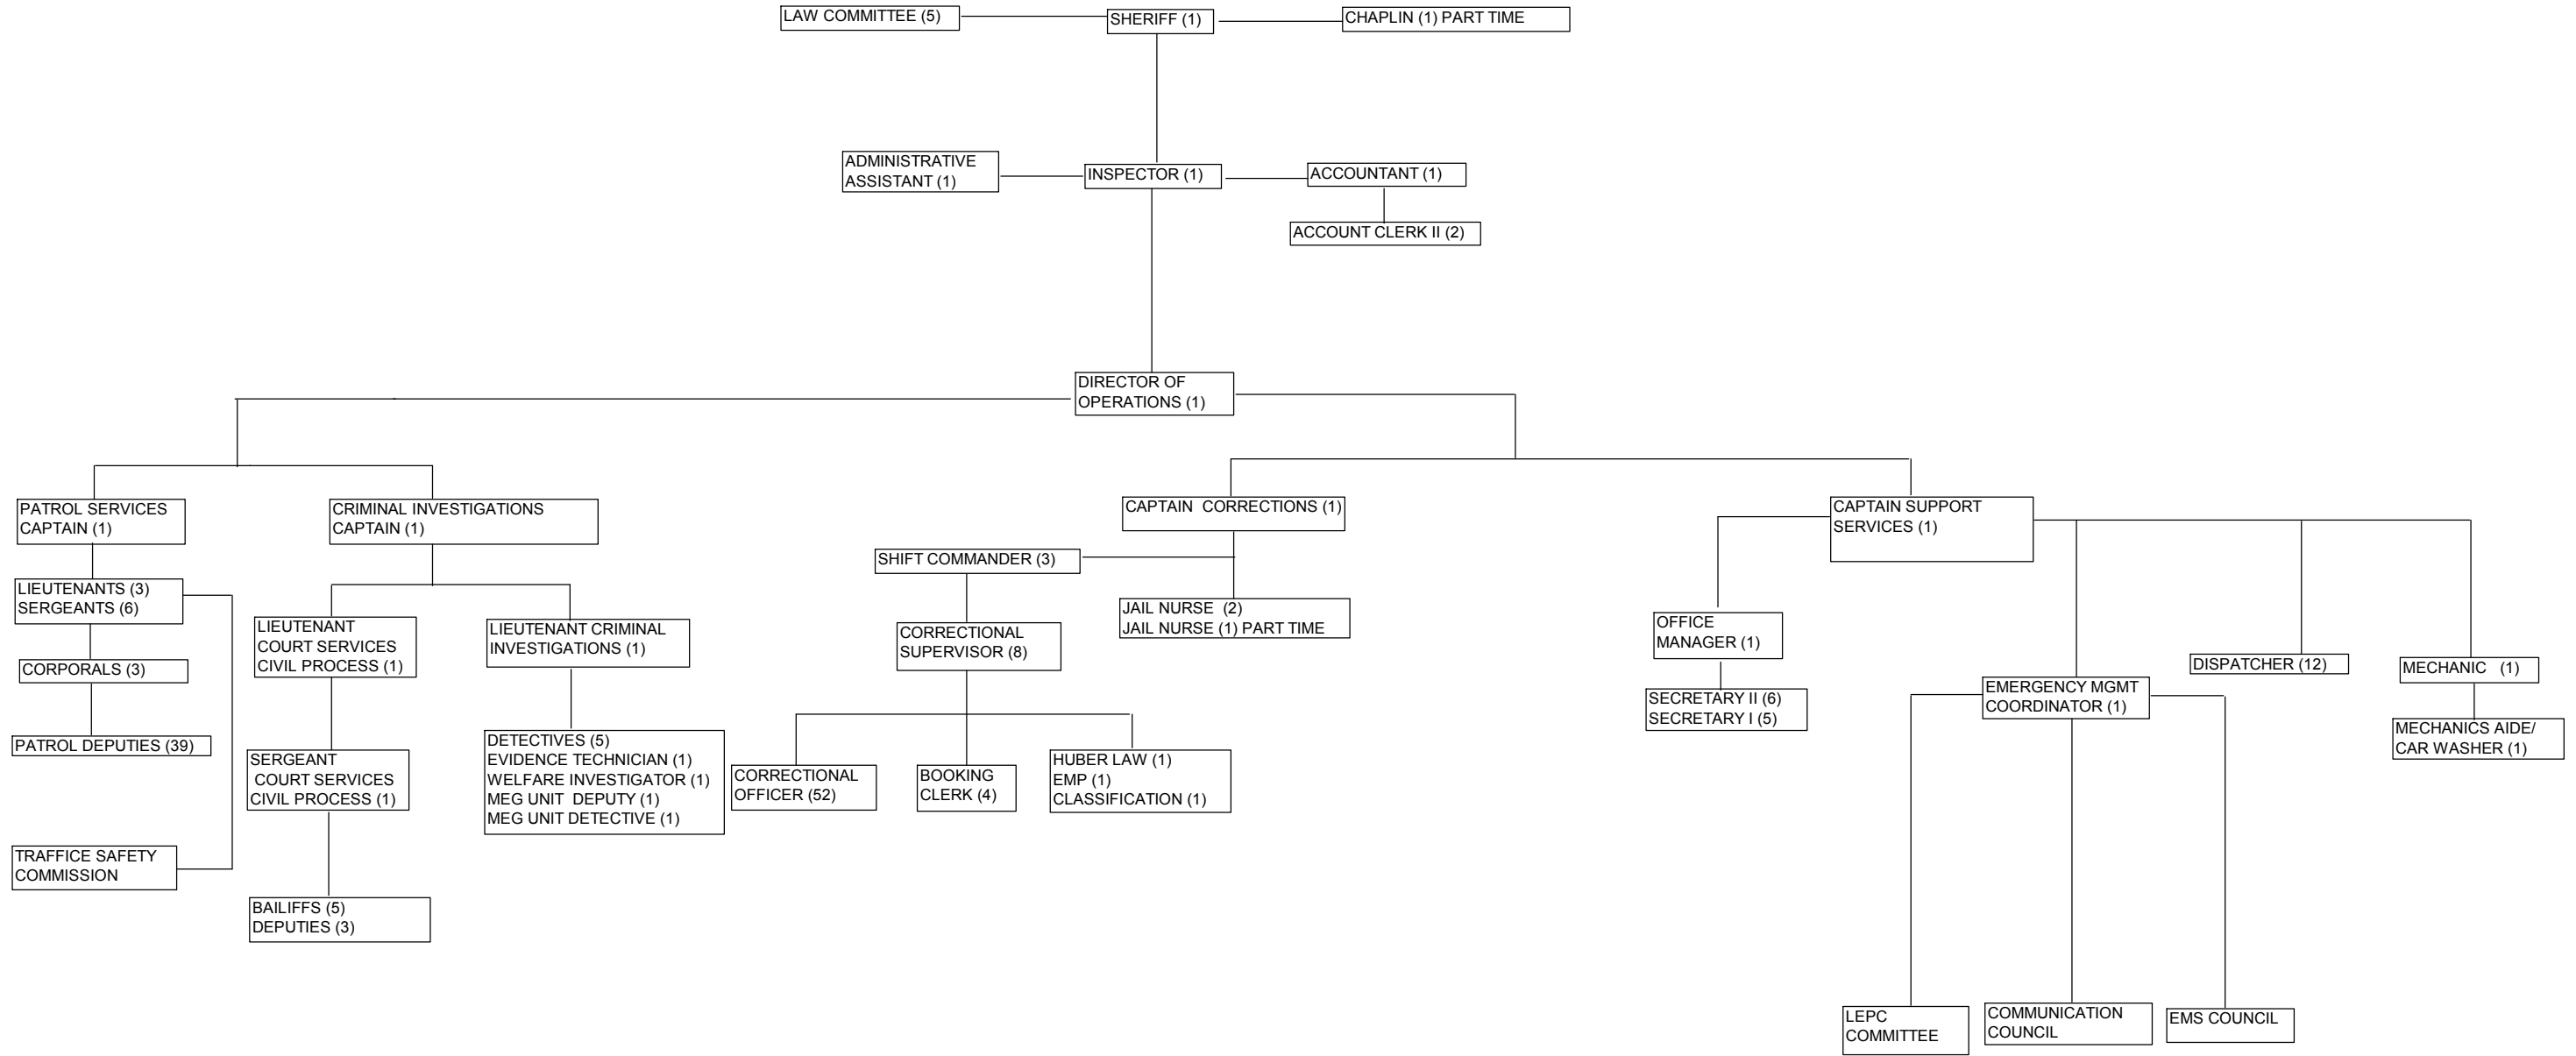 LAW COMMITTEE (5)
SHERIFF (1)
CHAPLIN (1) PART TIME
ADMINISTRATIVE
ASSISTANT (1)
INSPECTOR (1)
ACCOUNTANT (1)
ACCOUNT CLERK II (2)
DIRECTOR OF
OPERATIONS (1)
PATROL SERVICES
CAPTAIN (1)
LIEUTENANTS (3)
SERGEANTS (6)
CORPORALS (3)
PATROL DEPUTIES (39)
TRAFFICE SAFETY
COMMISSION
CRIMINAL INVESTIGATIONS
CAPTAIN (1)
LIEUTENANT
COURT SERVICES
CIVIL PROCESS (1)
SERGEANT
COURT SERVICES
CIVIL PROCESS (1)
BAILIFFS (5)
DEPUTIES (3)
LIEUTENANT CRIMINAL
INVESTIGATIONS (1)
DETECTIVES (5)
EVIDENCE TECHNICIAN (1)
WELFARE INVESTIGATOR (1)
MEG UNIT DEPUTY (1)
MEG UNIT DETECTIVE (1)
CAPTAIN CORRECTIONS (1)
SHIFT COMMANDER (3)
JAIL NURSE (2)
JAIL NURSE (1) PART TIME
CORRECTIONAL
SUPERVISOR (8)
CORRECTIONAL
OFFICER (52)
BOOKING
CLERK (4)
HUBER LAW (1)
EMP (1)
CLASSIFICATION (1)
CAPTAIN SUPPORT
SERVICES (1)
OFFICE
MANAGER (1)
SECRETARY II (6)
SECRETARY I (5)
EMERGENCY MGMT
COORDINATOR (1)
DISPATCHER (12)
MECHANIC (1)
MECHANICS AIDE/
CAR WASHER (1)
LEPC
COMMITTEE
COMMUNICATION
COUNCIL
EMS COUNCIL